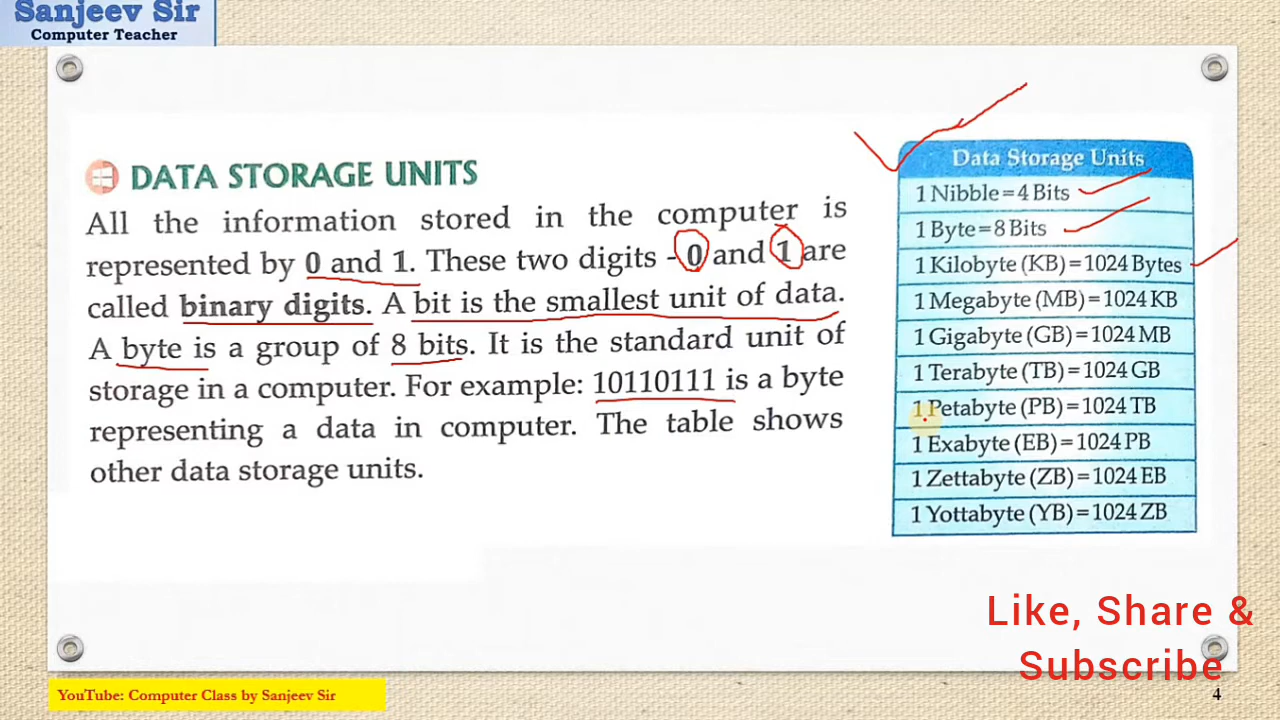 Sanjeev Sir
Computer Teacher
DATA STORAGE UNITS
All the information stored in the computer is
represented by 0 and 1. These two digits - 0 and 1 are
called binary digits. A bit is the smallest unit of data.
A byte is a group of 8 bits. It is the standard unit of
storage in a computer. For example: 10110111 is a byte
representing a data in computer. The table shows
other data storage units.
Data Storage Units
1 Nibble=4 Bits
1 Byte=8 Bits
1 Kilobyte (KB)=1024 Bytes
1 Megabyte (MB)=1024 KB
1 Gigabyte (GB)=1024 MB
1 Terabyte (TB)=1024 GB
1 Petabyte (PB)=1024 TB
1 Exabyte (EB)=1024 PB
1 Zettabyte (ZB)=1024 EB
1 Yottabyte (YB)=1024 ZB
Like, Share &
Subscribe
YouTube: Computer Class by Sanjeev Sir
4